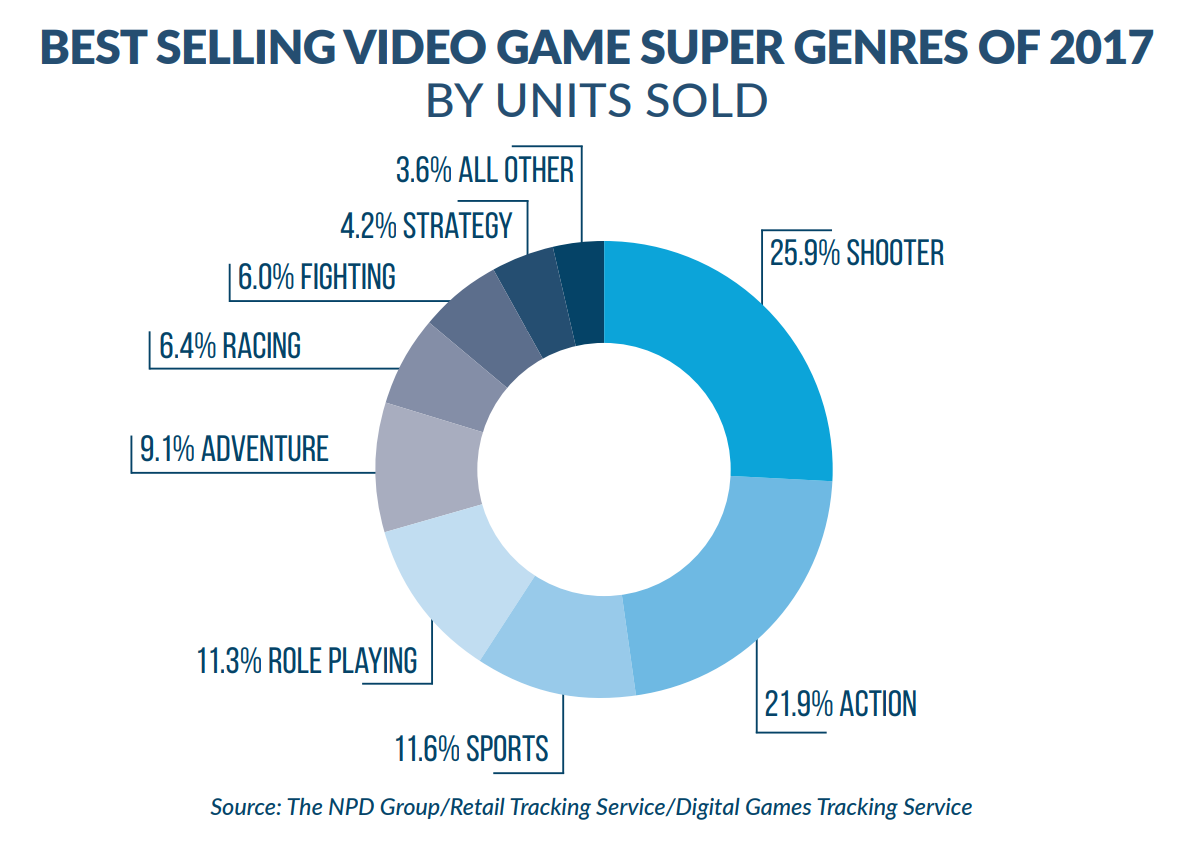 BEST SELLING VIDEO GAME SUPER GENRES OF 2017
BY UNITS SOLD
3.6% ALL OTHER
4.2% STRATEGY
25.9% SHOOTER
6.0% FIGHTING
6.4% RACING
9.1% ADVENTURE
11.3% ROLE PLAYING
21.9% ACTION
11.6% SPORTS
Source: The NPD Group/Retail Tracking Service/Digital Games Tracking Service